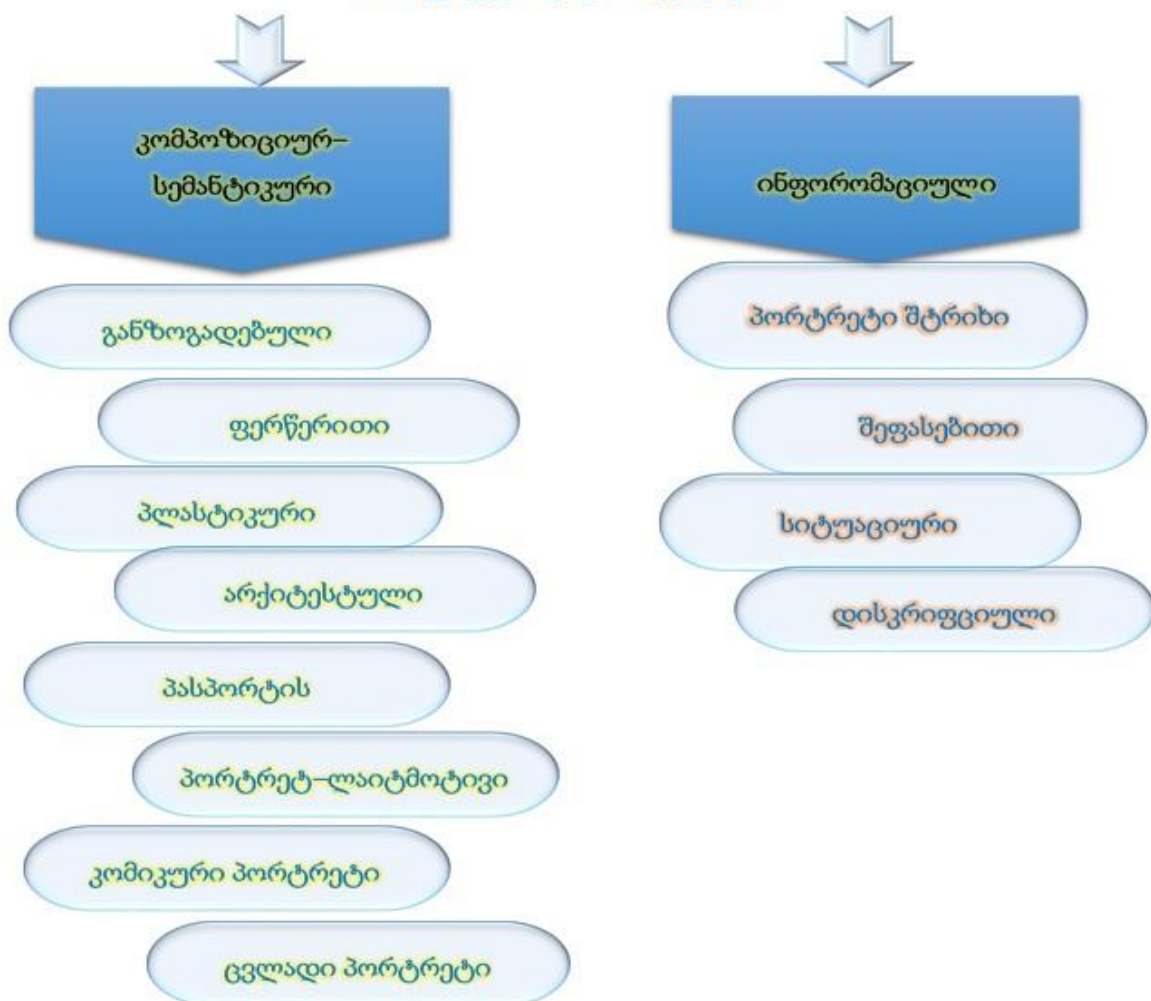 კომპოზიციურ–
სემანტიკური
განზოგადებული
ფერწერითი
პლასტიკური
არქიტესტული
პასპორტის
პორტრეტ–ლაიტმოტივი
კომიკური პორტრეტი
ცვლადი პორტრეტი
ინფორომაციული
პორტრეტი შტრიხი
შეფასებითი
სიტუაციური
დისკრიფციული